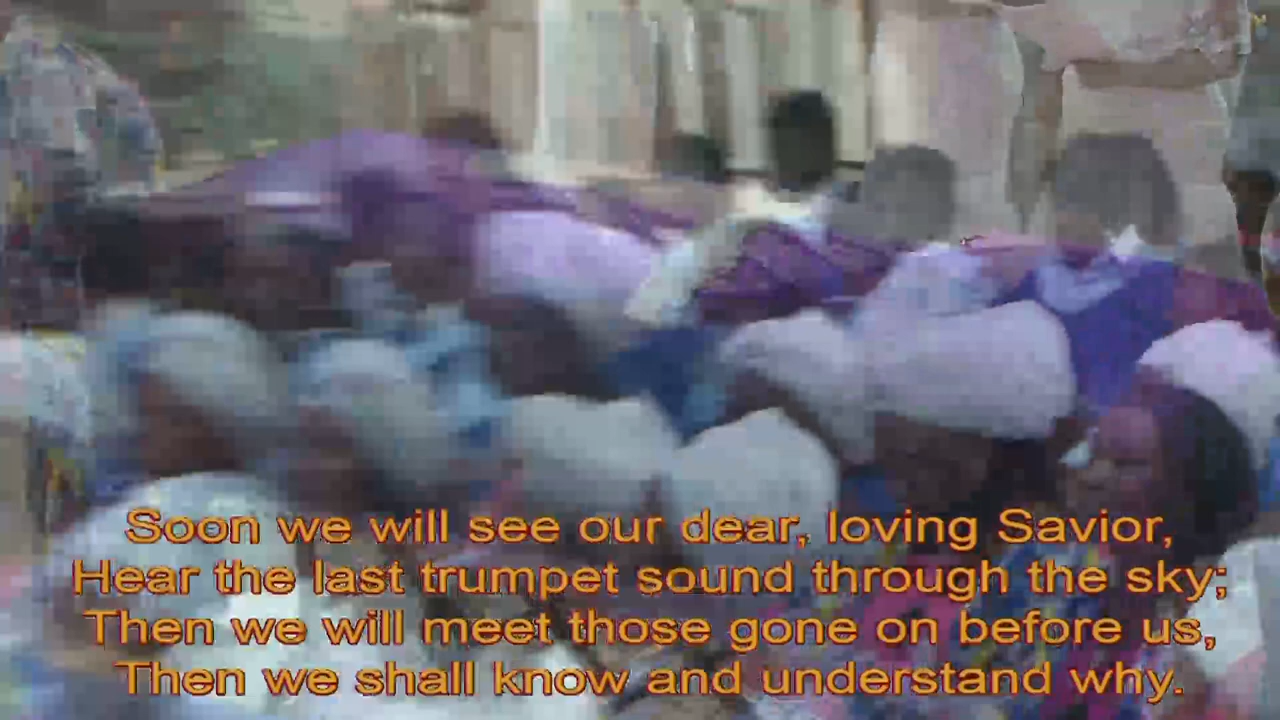 Soon we will see our dear, loving Savior,
Hear the last trumpet sound through the sky;
Then we will meet those gone on before us,
Then we shall know and understand why.